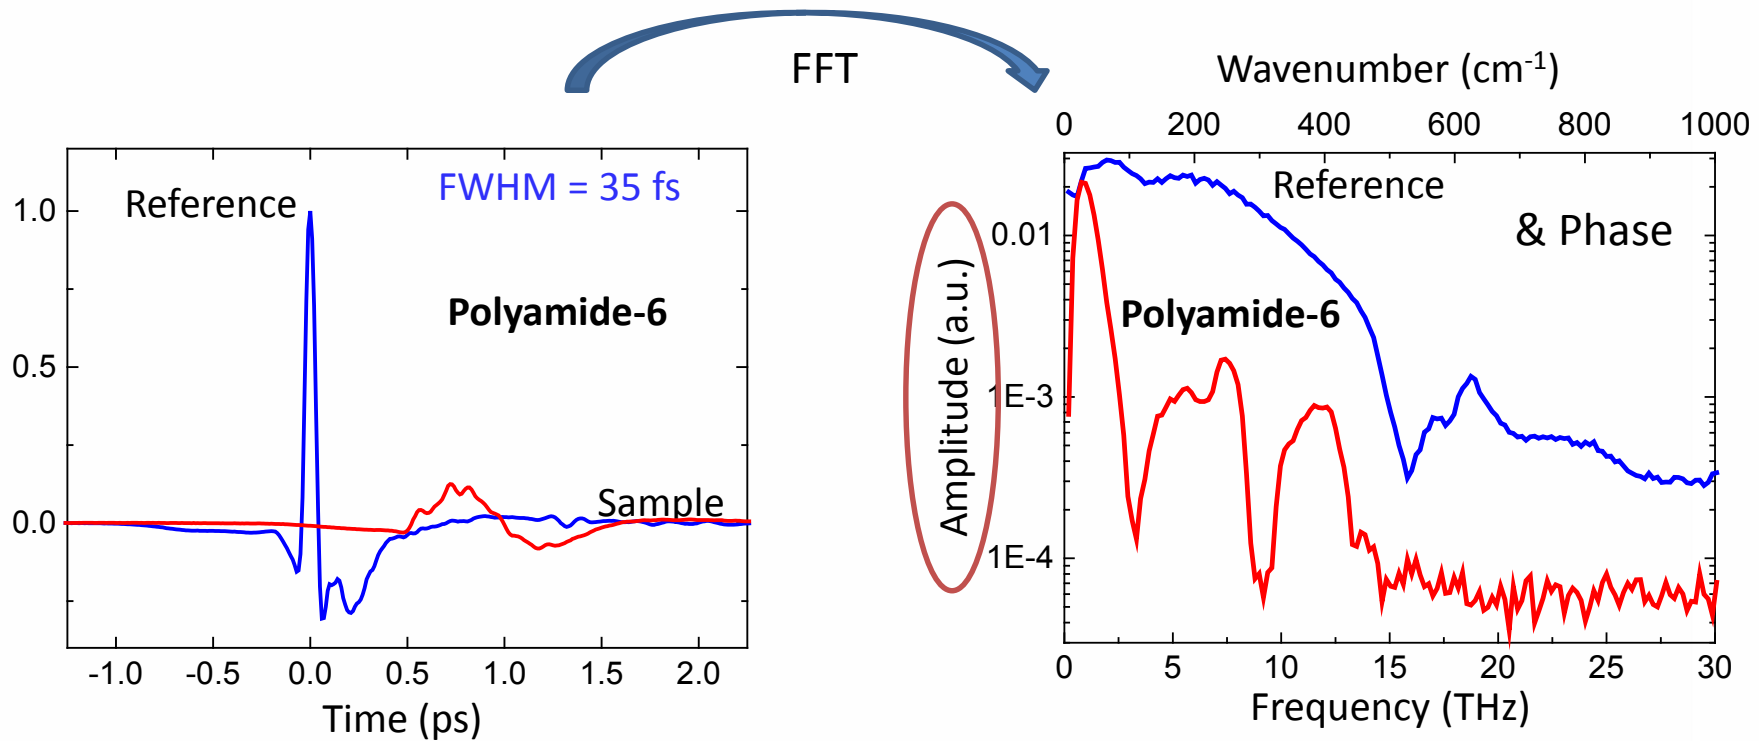 FFT
Reference
FWHM = 35 fs
Polyamide-6
Sample
1.0
0.5
0.0
-1.0 -0.5 0.0 0.5 1.0 1.5 2.0
Time (ps)
Wavenumber (cm⁻¹)
0 200 400 600 800 1000
Reference
& Phase
Polyamide-6
Amplitude (a.u.)
0.01
1E-3
1E-4
0 5 10 15 20 25 30
Frequency (THz)